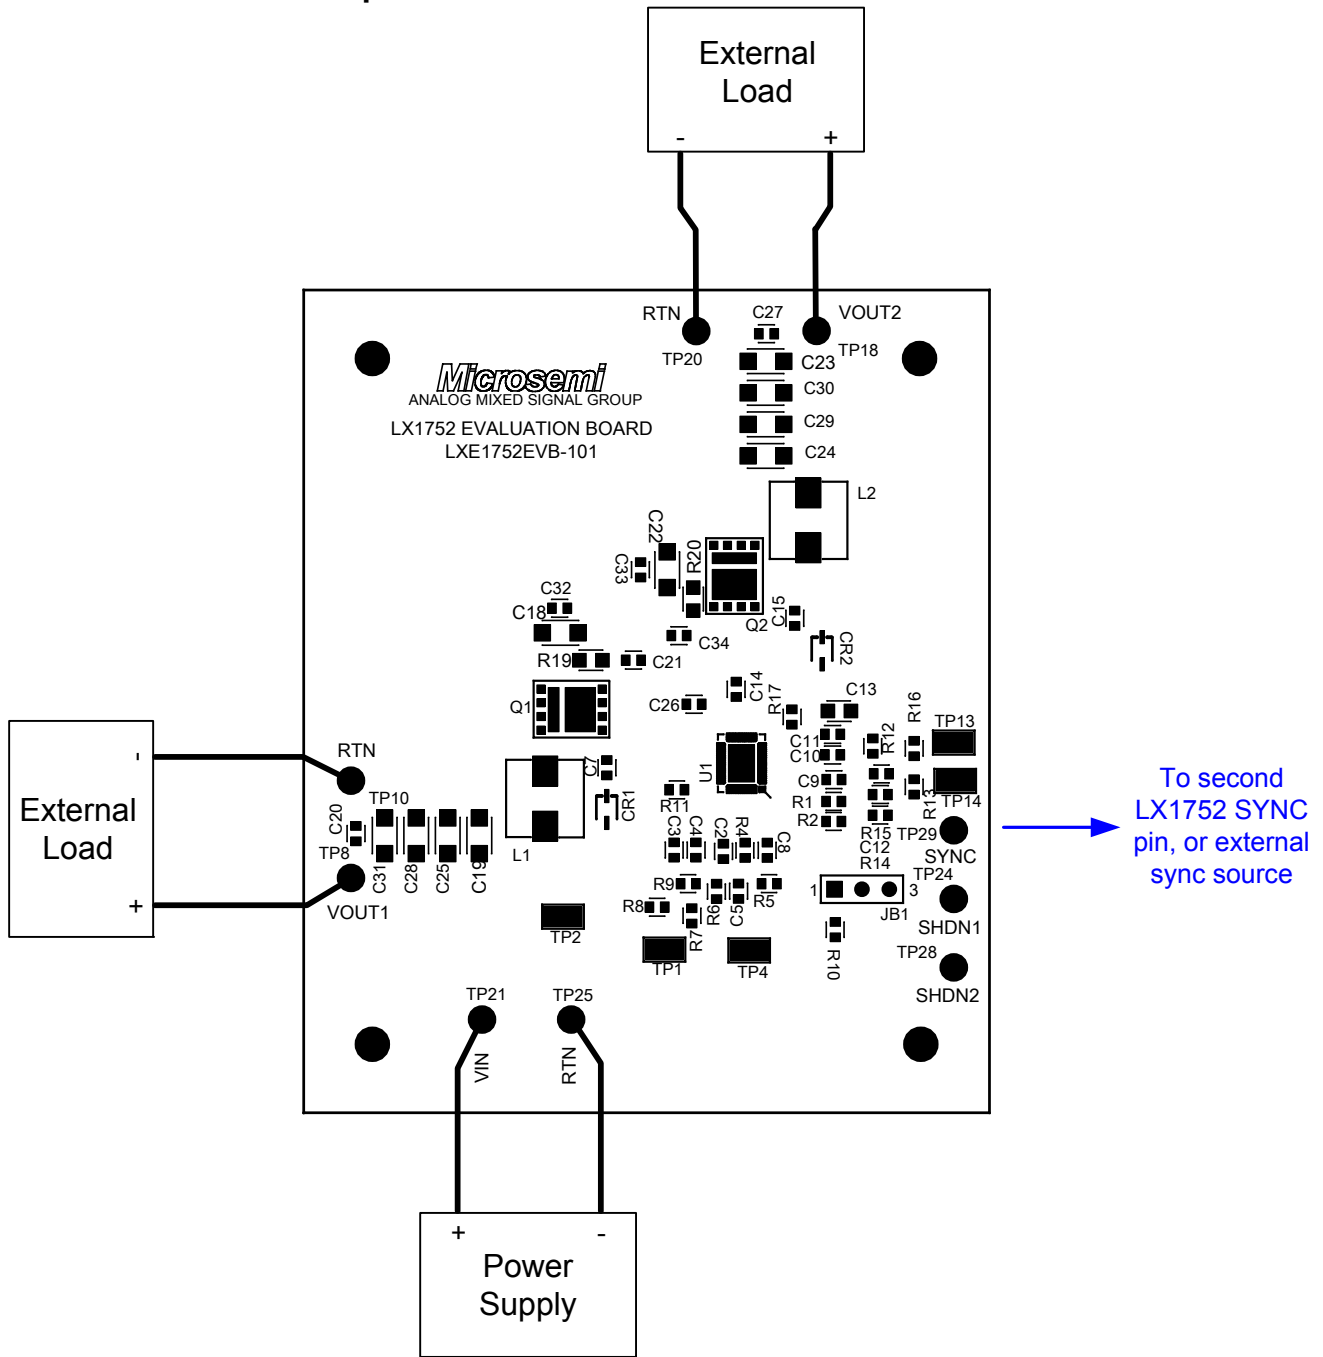 External
Load
- +
RTN
TP20
C27
VOUT2
TP18
C23
C30
C29
C24
Microsemi
ANALOG MIXED SIGNAL GROUP
LX1752 EVALUATION BOARD
LXE1752EVB-101
L2
C22
R20
C33
C32
C18
Q2
C15
C34
CR2
R19
C21
C14
C26
R17
C13
R16
Q1
TP13
C11
R12
C10
U1
C9
R1
R2
R11
R13
TP14
C7
CR1
L1
-
External
Load
+
RTN
TP10
C20
TP8
C31
C28
C25
C19
VOUT1
C3
C4
C2
R4
C8
R15
C12
R14
TP29
SYNC
TP24
R9
R8
R7
R6
C5
R5
1
3
JB1
SHDN1
TP28
SHDN2
R10
TP2
TP1
TP4
TP21
TP25
VIN
RTN
To second
LX1752 SYNC
pin, or external
sync source
+ -
Power
Supply